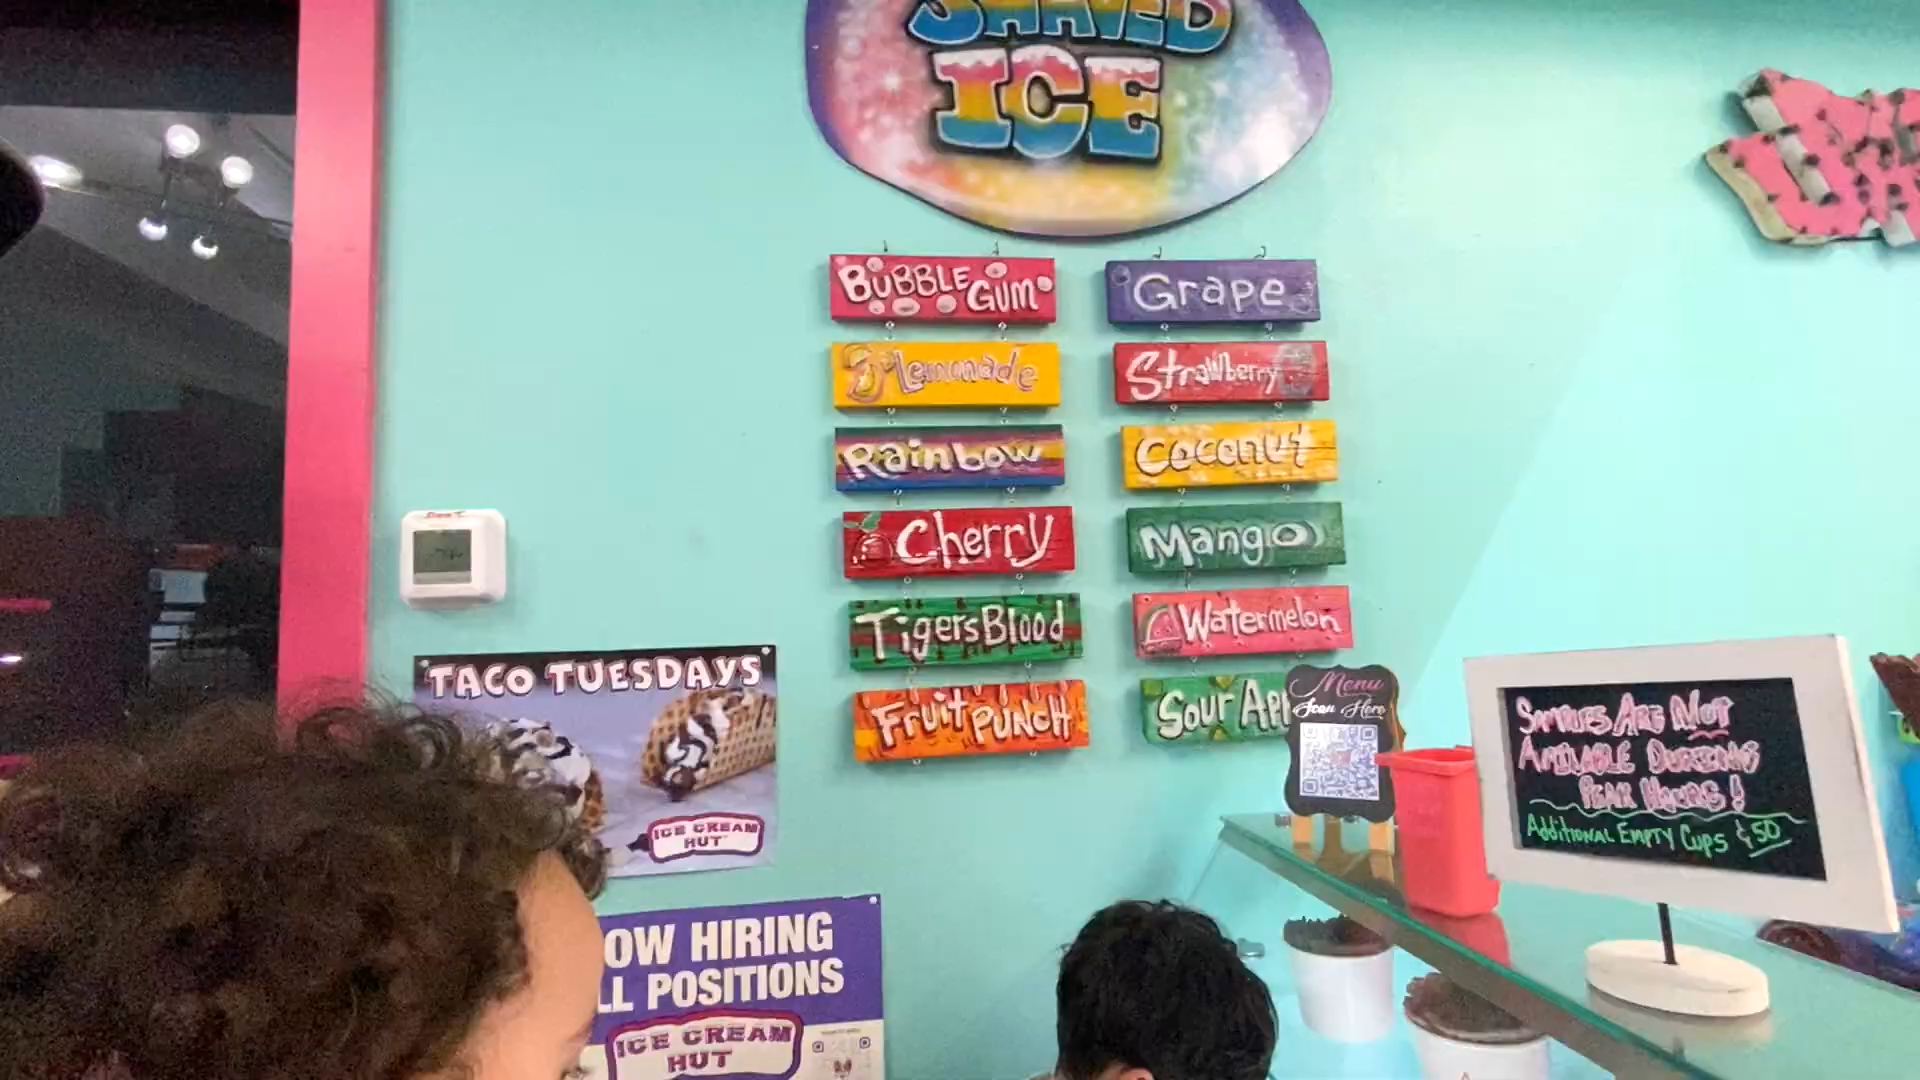 SHAVED
ICE
BUBBLE GUM
Lemonade
Rainbow
Cherry
Tigers Blood
Fruit PUNCH
Grape
Strawberry
Coconut
Mango
Watermelon
Sour App
TACO TUESDAYS
ICE CREAM
HUT
OW HIRING
LL POSITIONS
ICE CREAM
HUT
Menu
Scan Here
SAMPLES ARE NOT
AVAILABLE DURING
PEAK HOURS!
Additional Empty Cups